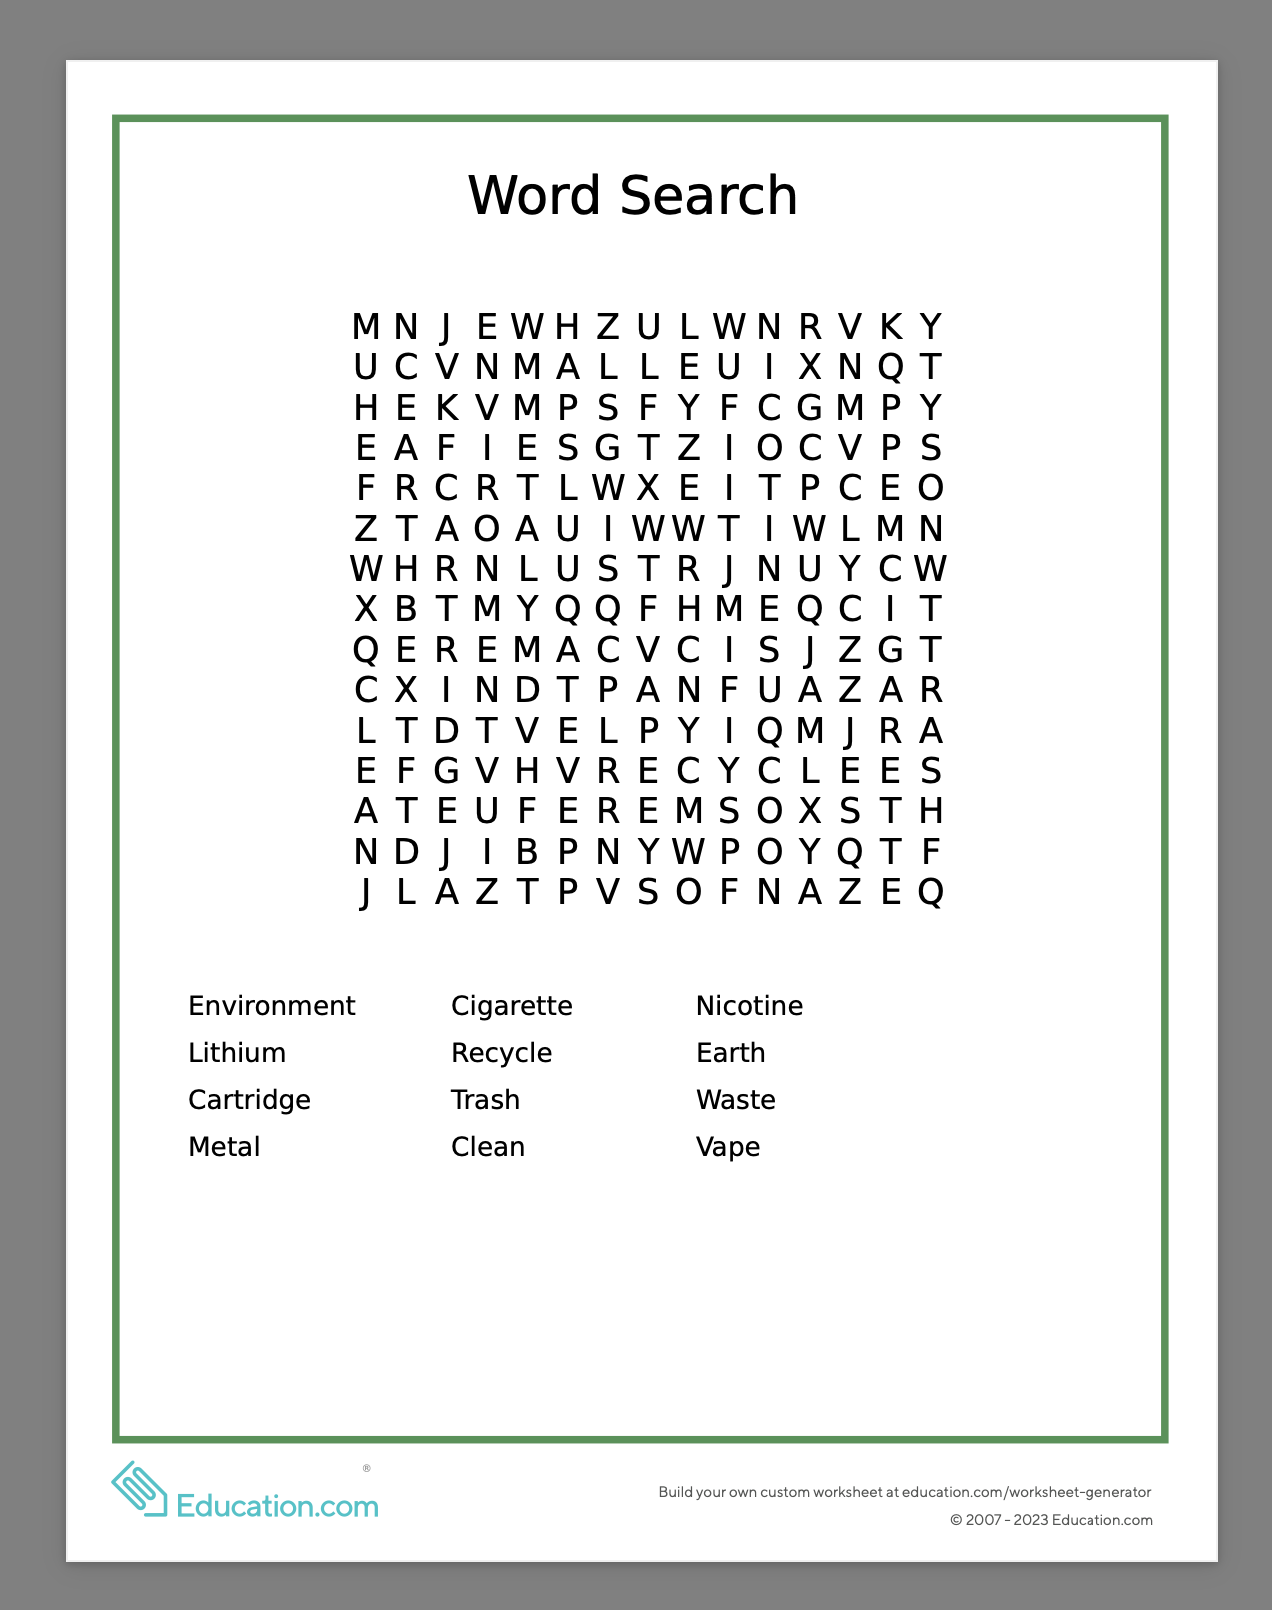 Word Search
M N J E W H Z U L W N R V K Y
U C V N M A L L E U I X N Q T
H E K V M P S F Y F C G M P Y
E A F I E S G T Z I O C V P S
F R C R T L W X E I T P C E O
Z T A O A U I W W T I W L M N
W H R N L U S T R J N U Y C W
X B T M Y Q Q F H M E Q C I T
Q E R E M A C V C I S J Z G T
C X I N D T P A N F U A Z A R
L T D T V E L P Y I Q M J R A
E F G V H V R E C Y C L E E S
A T E U F E R E M S O X S T H
N D J I B P N Y W P O Y Q T F
J L A Z T P V S O F N A Z E Q
Environment Cigarette Nicotine
Lithium Recycle Earth
Cartridge Trash Waste
Metal Clean Vape
Education.com®
Build your own custom worksheet at education.com/worksheet-generator
© 2007 - 2023 Education.com